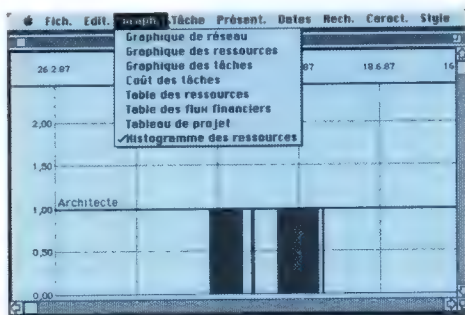 Fich. Edit. Graph. Tâche Présent. Dates Rech. Caract. Style
Graphique de réseau
Graphique des ressources
Graphique des tâches
Coût des tâches
Table des ressources
Table des flux financiers
Tableau de projet
✓Histogramme des ressources
26.2.87
87
18.6.87
16
2,00
1,50
Architecte
1,00
0,50
0,00